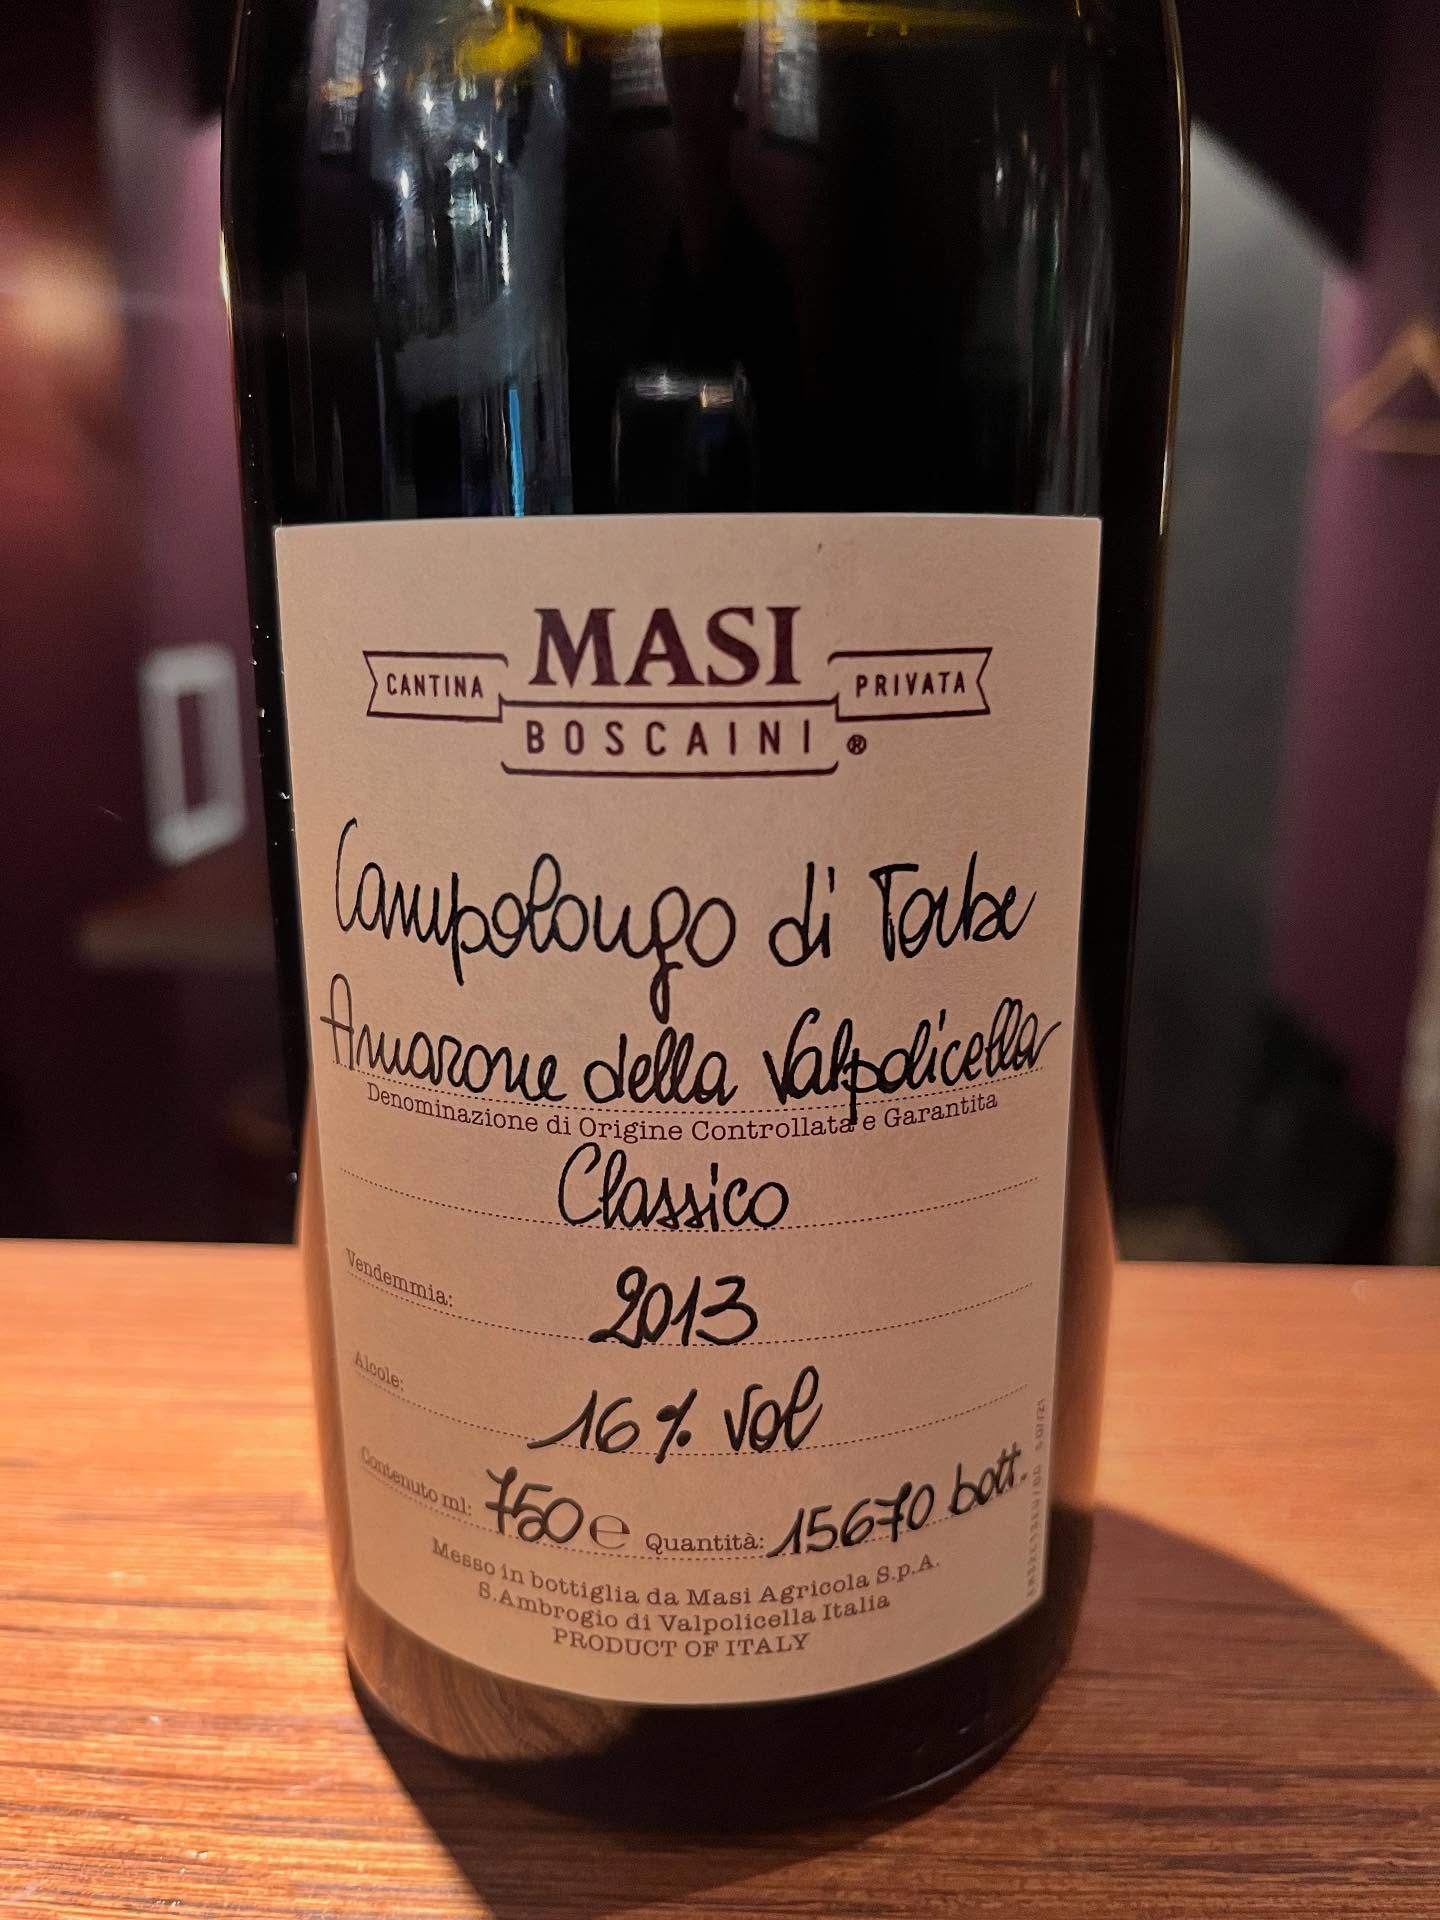 MASI
CANTINA PRIVATA
BOSCAINI ®
Campolongo di Torbe
Amarone della Valpolicella
Denominazione di Origine Controllata e Garantita
Classico
Vendemmia: 2013
Alcole: 16% vol
Contenuto ml: 750 e Quantità: 15670 bott.
Messo in bottiglia da Masi Agricola S.p.A.
S.Ambrogio di Valpolicella Italia
PRODUCT OF ITALY